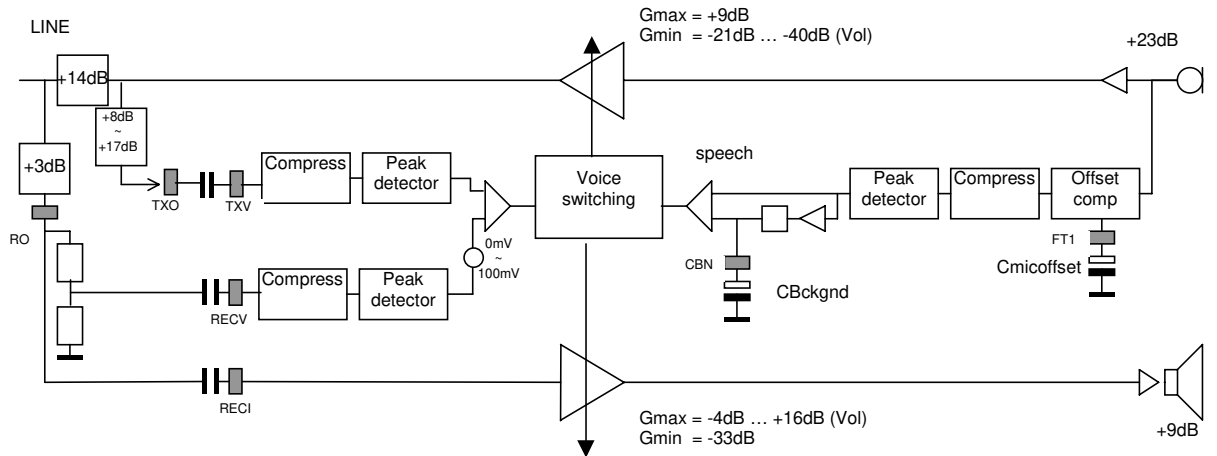 LINE
Gmax = +9dB
Gmin = -21dB … -40dB (Vol)
+23dB
+14dB
+8dB
~
+17dB
+3dB
Compress
Peak
detector
Voice
switching
speech
Peak
detector
Compress
Offset
comp
TXO
TXV
RO
0mV
~
100mV
CBN
FT1
Cmicoffset
CBckgnd
Compress
Peak
detector
RECV
RECI
Gmax = -4dB … +16dB (Vol)
Gmin = -33dB
+9dB